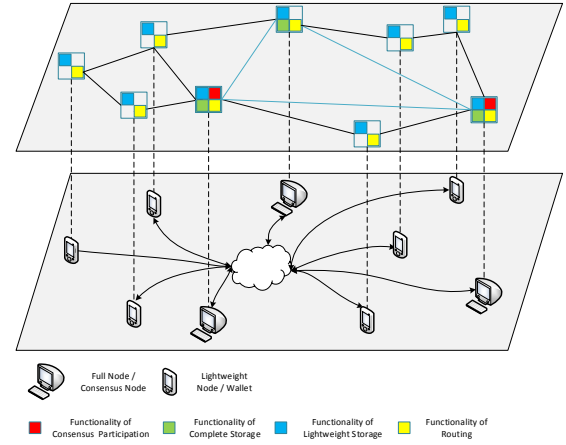 Full Node /
Consensus Node
Lightweight
Node / Wallet
Functionality of
Consensus Participation
Functionality of
Complete Storage
Functionality of
Lightweight Storage
Functionality of
Routing